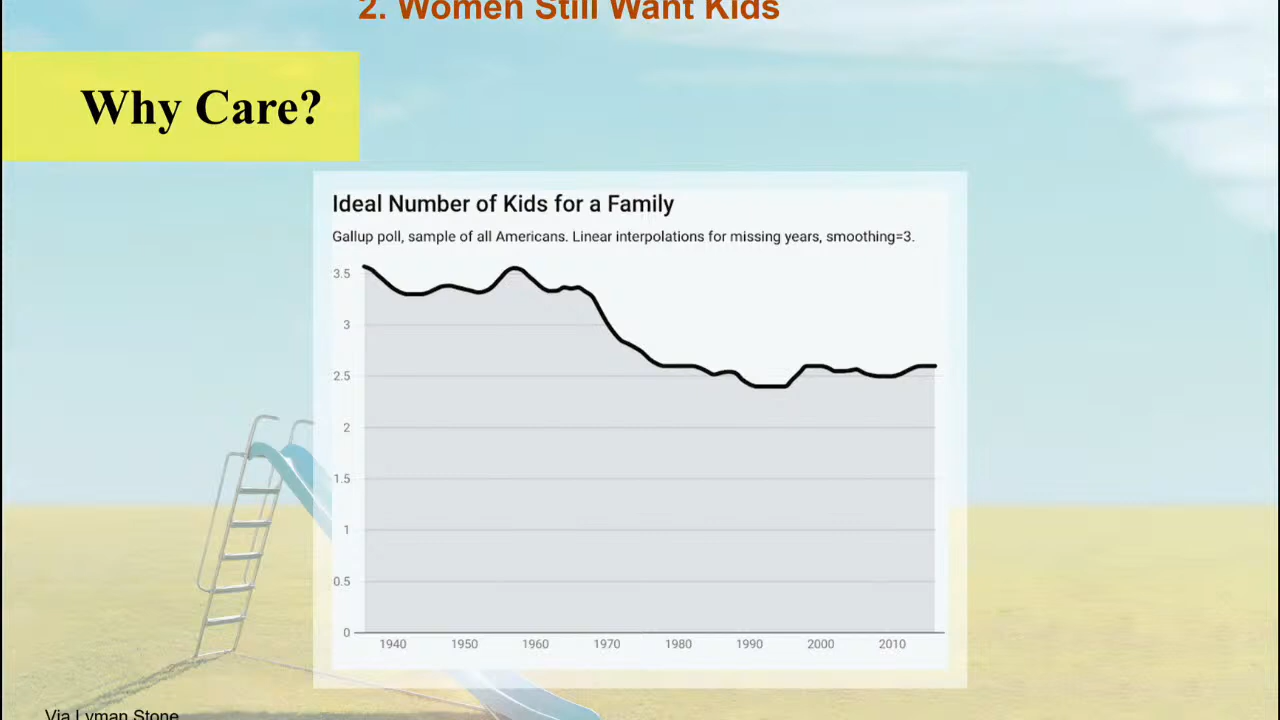 2. Women Still Want Kids
Why Care?
Ideal Number of Kids for a Family
Gallup poll, sample of all Americans. Linear interpolations for missing years, smoothing=3.
3.5
3
2.5
2
1.5
1
0.5
0
1940 1950 1960 1970 1980 1990 2000 2010
Via Lyman Stone